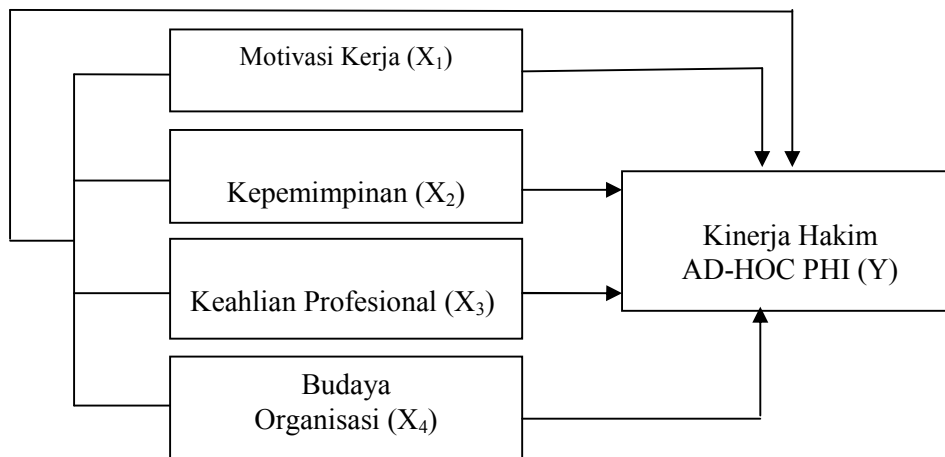 Motivasi Kerja (X₁)
Kepemimpinan (X₂)
Keahlian Profesional (X₃)
Budaya
Organisasi (X₄)
Kinerja Hakim
AD-HOC PHI (Y)